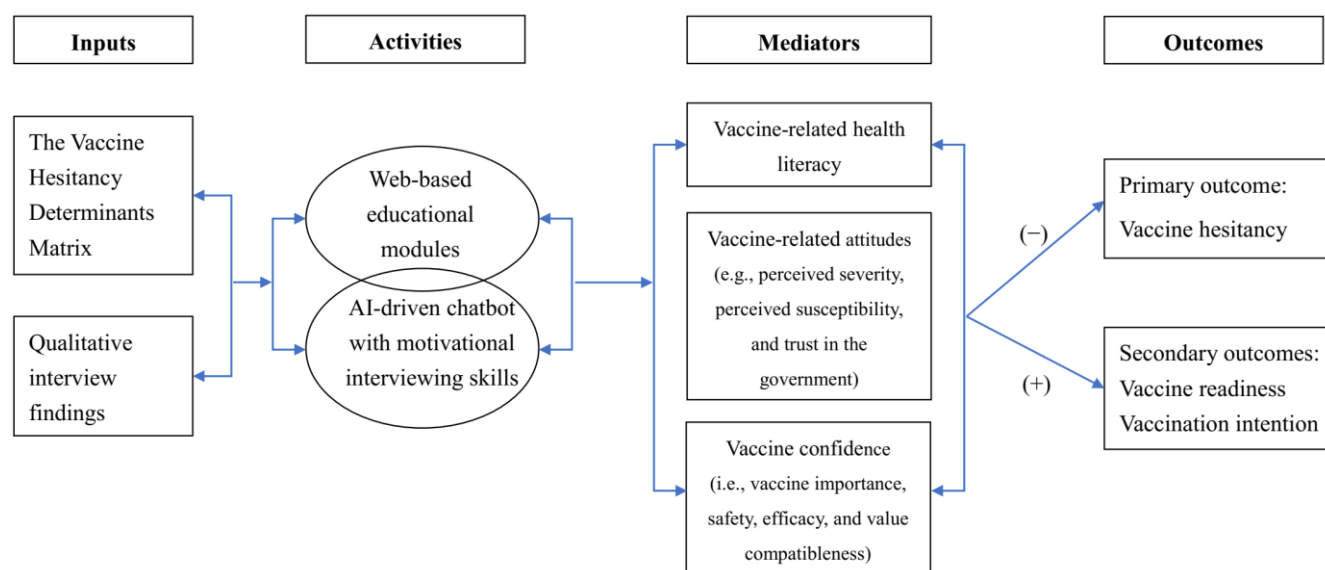 Inputs
Activities
Mediators
Outcomes
The Vaccine
Hesitancy
Determinants
Matrix
Qualitative
interview
findings
Web-based
educational
modules
AI-driven chatbot
with motivational
interviewing skills
Vaccine-related health
literacy
Vaccine-related attitudes
(e.g., perceived severity,
perceived susceptibility,
and trust in the
government)
Vaccine confidence
(i.e., vaccine importance,
safety, efficacy, and value
compatibleness)
(−)
(+)
Primary outcome:
Vaccine hesitancy
Secondary outcomes:
Vaccine readiness
Vaccination intention